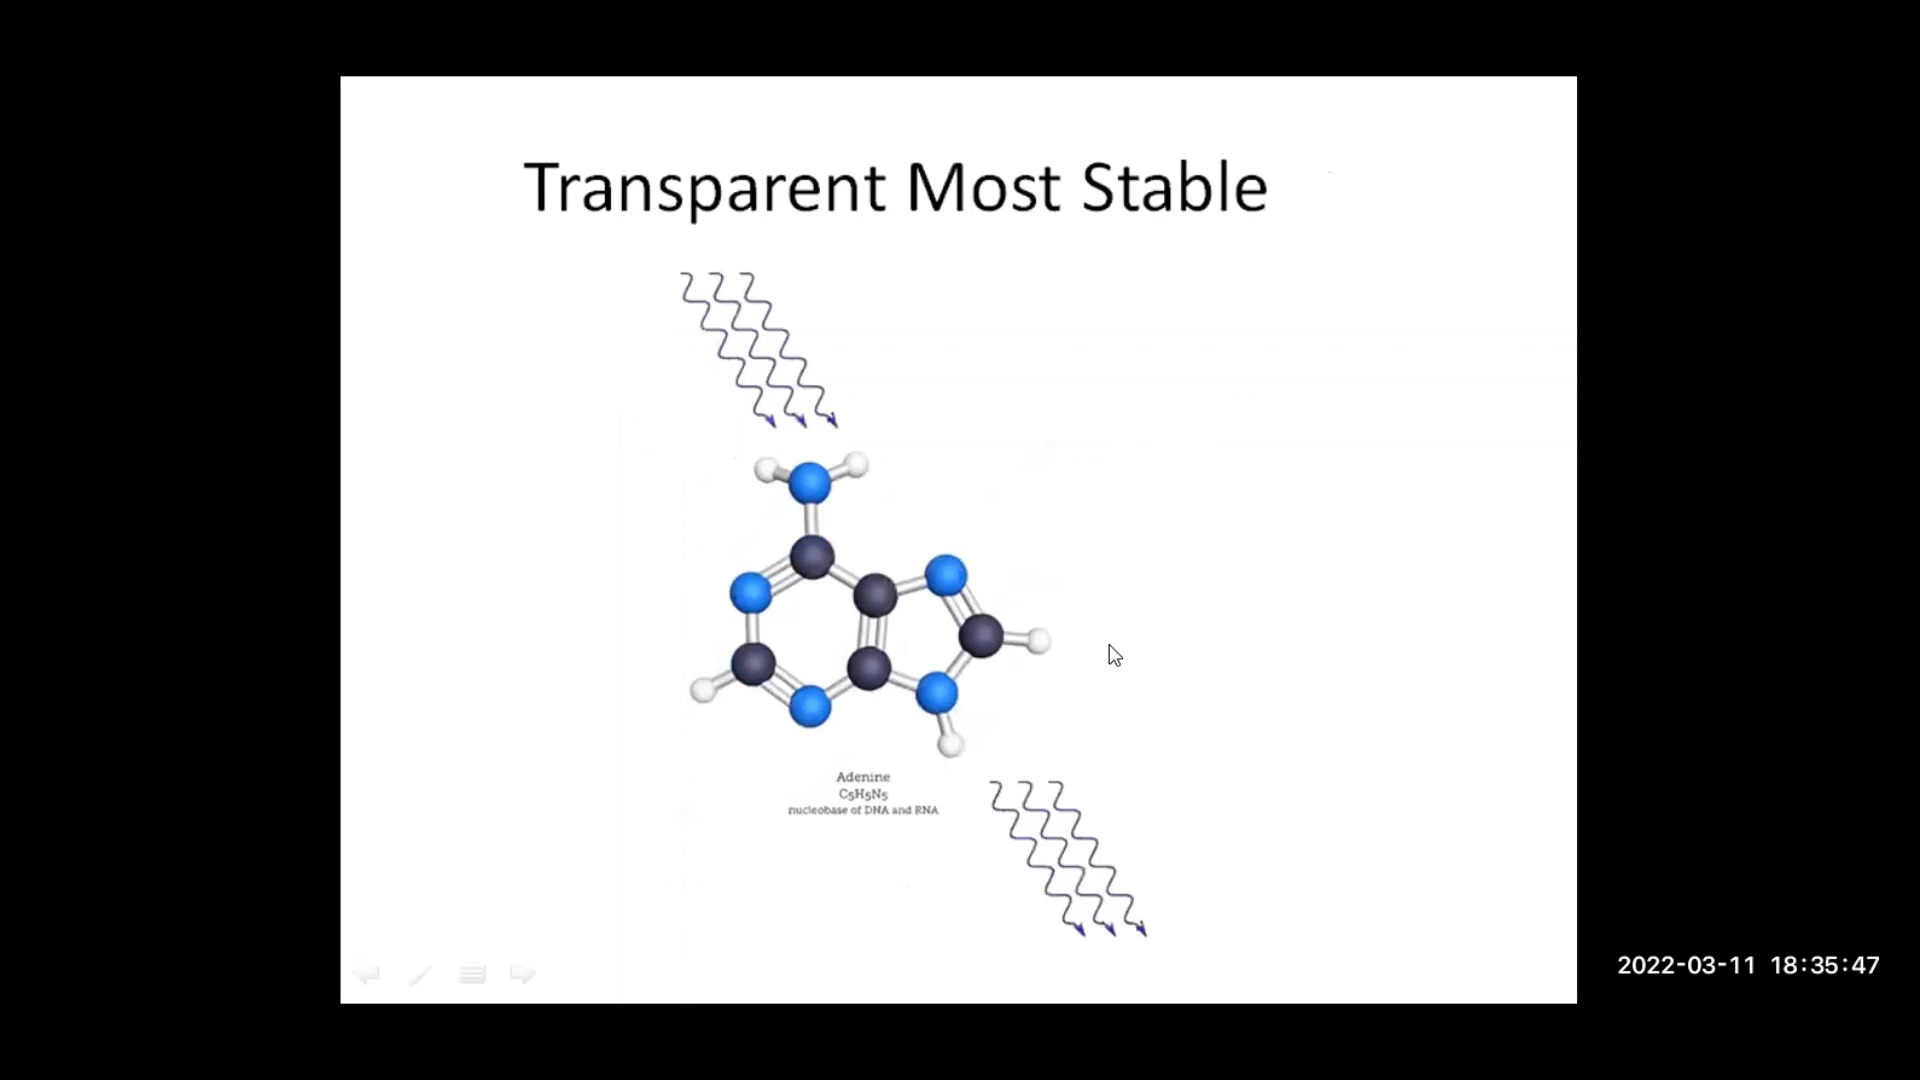 Transparent Most Stable
Adenine
C5H5N5
nucleobase of DNA and RNA
2022-03-11 18:35:47